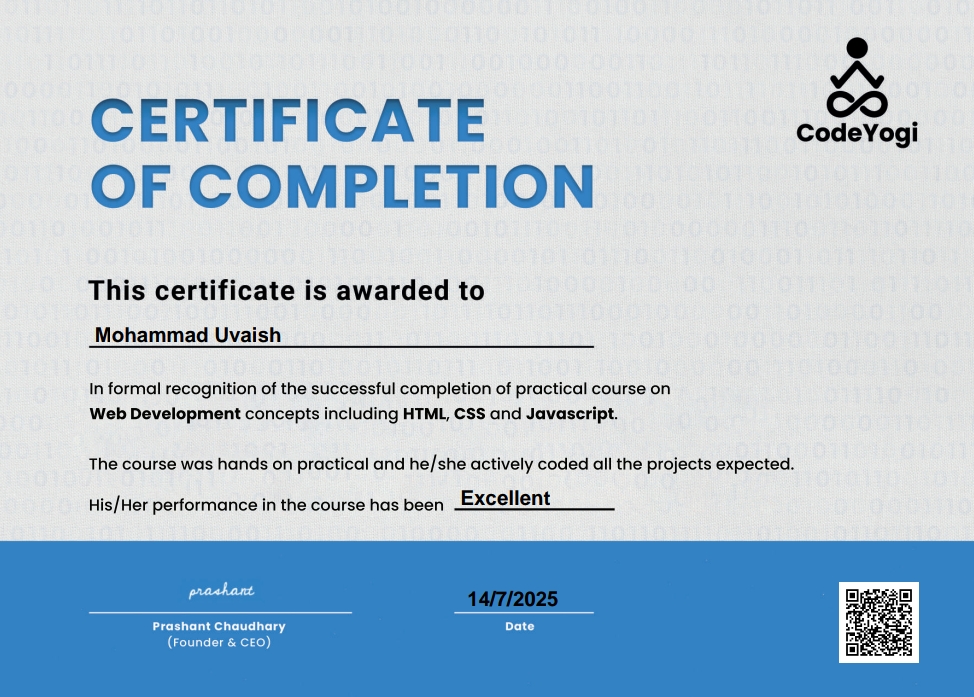 CodeYogi
CERTIFICATE
OF COMPLETION
This certificate is awarded to
Mohammad Uvaish
In formal recognition of the successful completion of practical course on
Web Development concepts including HTML, CSS and Javascript.
The course was hands on practical and he/she actively coded all the projects expected.
His/Her performance in the course has been Excellent
prashant
Prashant Chaudhary
(Founder & CEO)
14/7/2025
Date